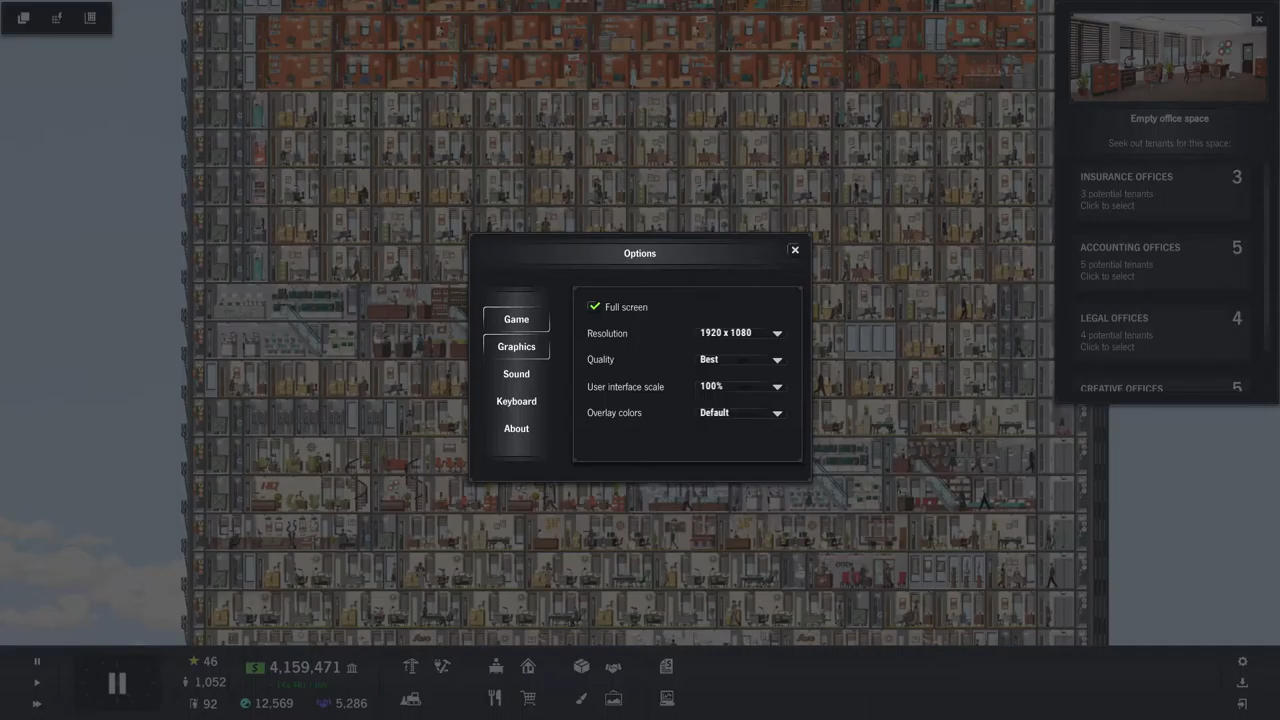 Empty office space
Seek out tenants for this space:
INSURANCE OFFICES 3
3 potential tenants
Click to select
ACCOUNTING OFFICES 5
5 potential tenants
Click to select
LEGAL OFFICES 4
4 potential tenants
Click to select
CREATIVE OFFICES 5
Options
Game
Graphics
Sound
Keyboard
About
Full screen
Resolution 1920 x 1080
Quality Best
User interface scale 100%
Overlay colors Default
HQ
46
4,159,471
1,052
92
12,569
5,286